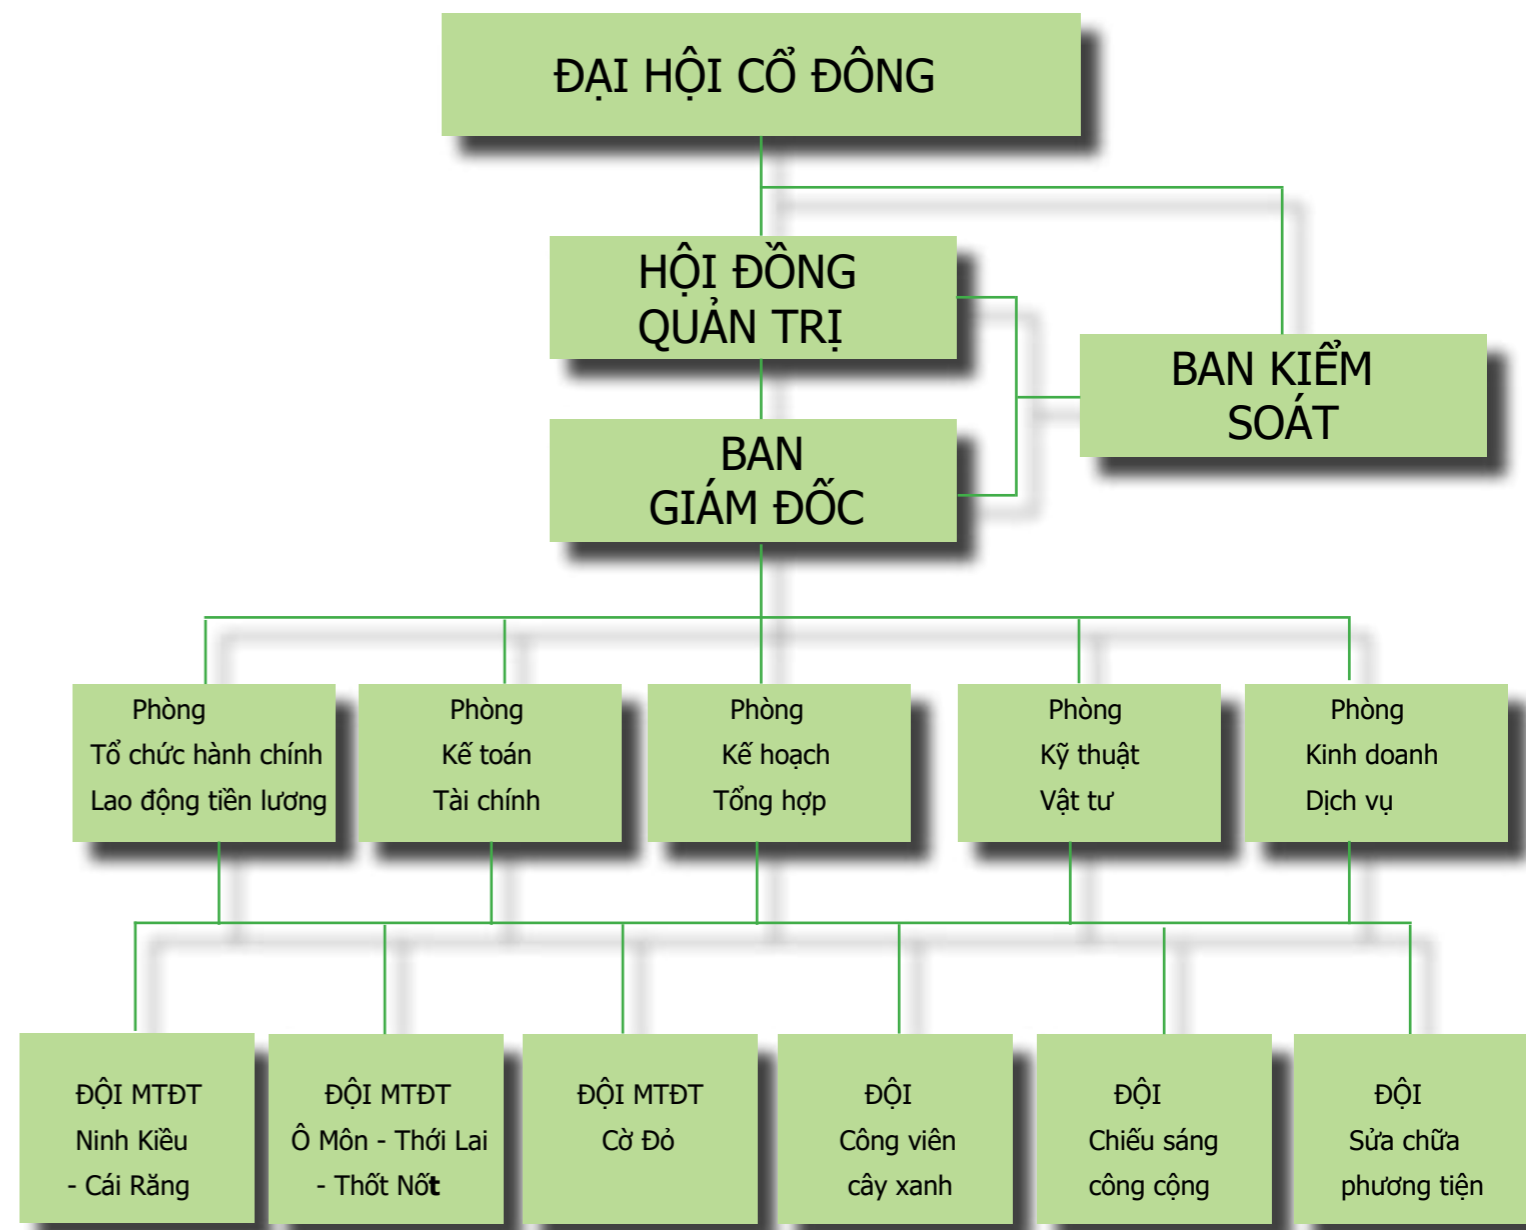 ĐẠI HỘI CỔ ĐÔNG
HỘI ĐỒNG
QUẢN TRỊ
BAN KIỂM
SOÁT
BAN
GIÁM ĐỐC
Phòng
Tổ chức hành chính
Lao động tiền lương
Phòng
Kế toán
Tài chính
Phòng
Kế hoạch
Tổng hợp
Phòng
Kỹ thuật
Vật tư
Phòng
Kinh doanh
Dịch vụ
ĐỘI MTĐT
Ninh Kiều
- Cái Răng
ĐỘI MTĐT
Ô Môn - Thới Lai
- Thốt Nốt
ĐỘI MTĐT
Cờ Đỏ
ĐỘI
Công viên
cây xanh
ĐỘI
Chiếu sáng
công cộng
ĐỘI
Sửa chữa
phương tiện